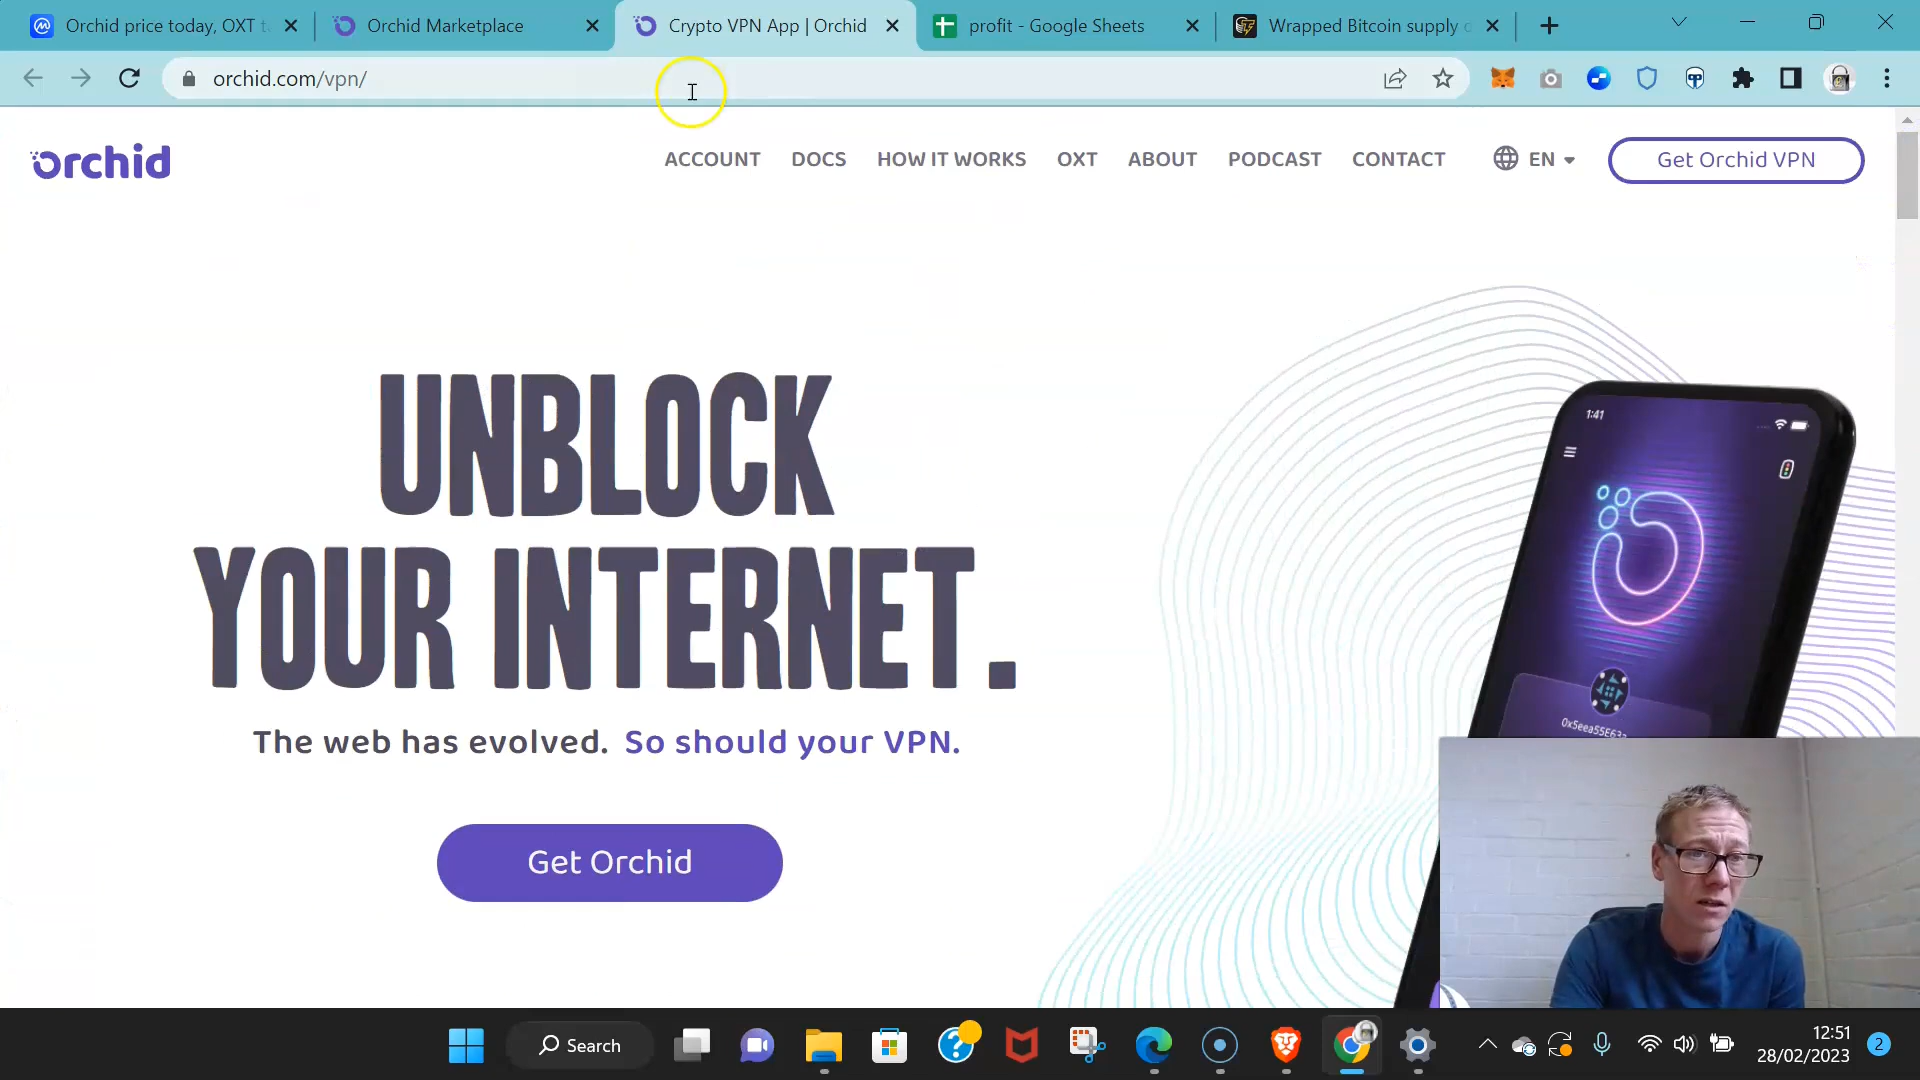 Orchid price today, OXT t
Orchid Marketplace
Crypto VPN App | Orchid
profit - Google Sheets
Wrapped Bitcoin supply o
orchid.com/vpn/
orchid
ACCOUNT
DOCS
HOW IT WORKS
OXT
ABOUT
PODCAST
CONTACT
EN
Get Orchid VPN
UNBLOCK
YOUR INTERNET.
The web has evolved. So should your VPN.
Get Orchid
1:41
0x5eea55E63a
Search
12:51
28/02/2023
2